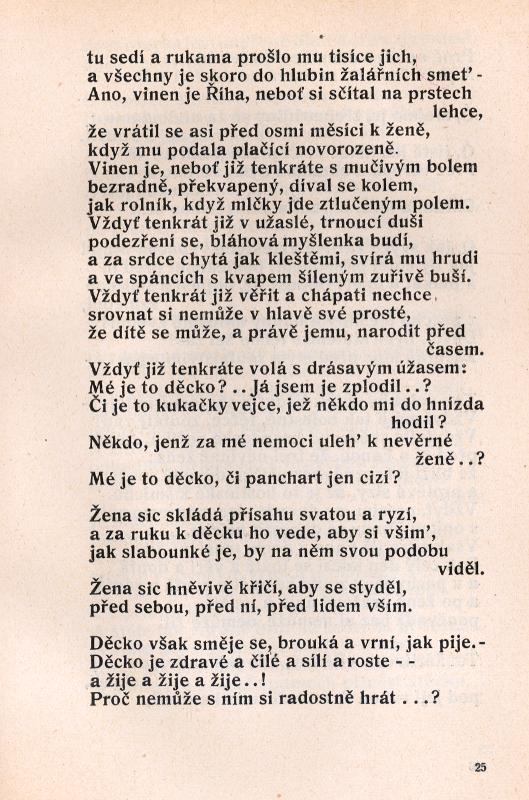 tu sedí a rukama prošlo mu tisíce jich,
a všechny je skoro do hlubin žalářních smet' -
Ano, vinen je Říha, neboť si sčítal na prstech
lehce,
že vrátil se asi před osmi měsíci k ženě,
když mu podala plačící novorozeně.
Vinen je, neboť již tenkráte s mučivým bolem
bezradně, překvapený, díval se kolem,
jak rolník, když mlčky jde ztlučeným polem.
Vždyť tenkrát již v užaslé, trnoucí duši
podezření se, bláhová myšlenka budí,
a za srdce chytá jak kleštěmi, svírá mu hrudi
a ve spáncích s kvapem šíleným zuřivě buší.
Vždyť tenkrát již věřit a chápati nechce,
srovnat si nemůže v hlavě své prosté,
že dítě se může, a právě jemu, narodit před
časem.
Vždyť již tenkráte volá s drásavým úžasem:
Mé je to děcko? . . Já jsem je zplodil . . ?
Či je to kukačky vejce, jež někdo mi do hnízda
hodil ?
Někdo, jenž za mé nemoci uleh' k nevěrné
ženě . . ?
Mé je to děcko, či panchart jen cizí ?
Žena sic skládá přísahu svatou a ryzí,
a za ruku k děcku ho vede, aby si všim',
jak slabounké je, by na něm svou podobu
viděl.
Žena sic hněvivě křičí, aby se styděl,
před sebou, před ní, před lidem vším.
Děcko však směje se, brouká a vrní, jak pije.-
Děcko je zdravé a čilé a sílí a roste - -
a žije a žije a žije . . !
Proč nemůže s ním si radostně hrát . . . ?
25